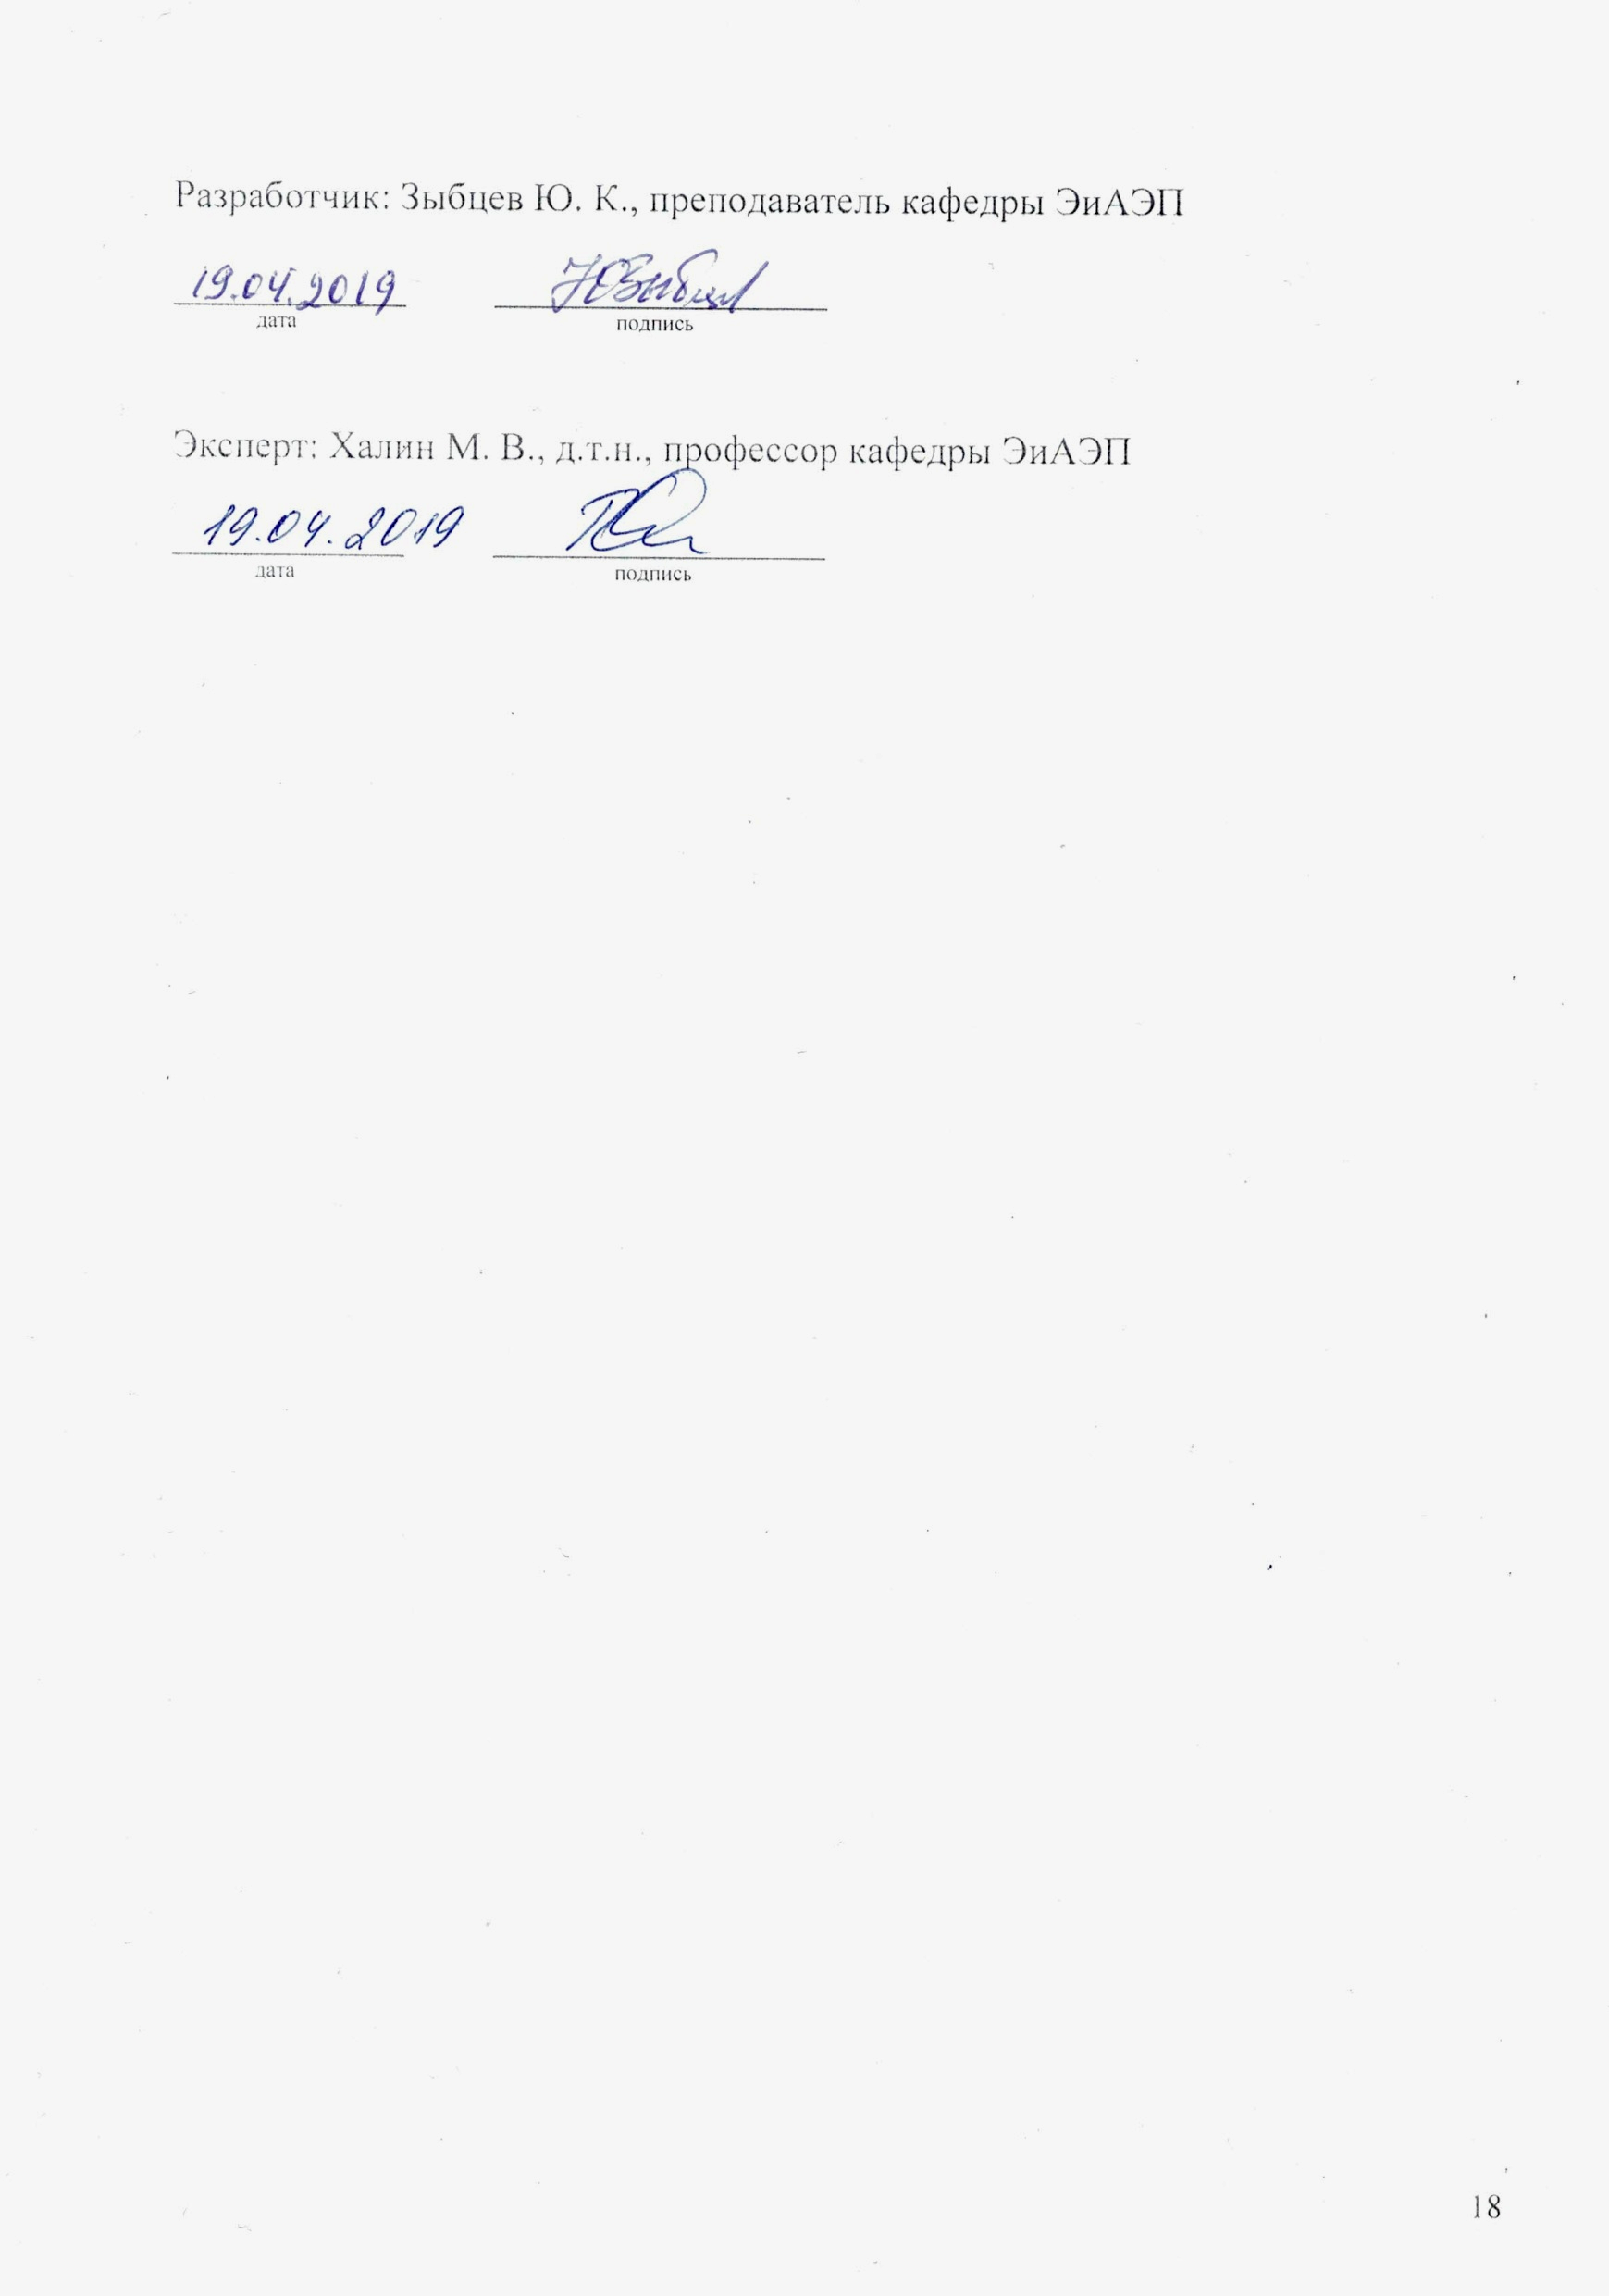 Разработчик: Зыбцев Ю. К., преподаватель кафедры ЭиАЭП
19.04.2019
дата подпись
Эксперт: Халин М. В., д.т.н., профессор кафедры ЭиАЭП
19.04.2019
дата подпись
18